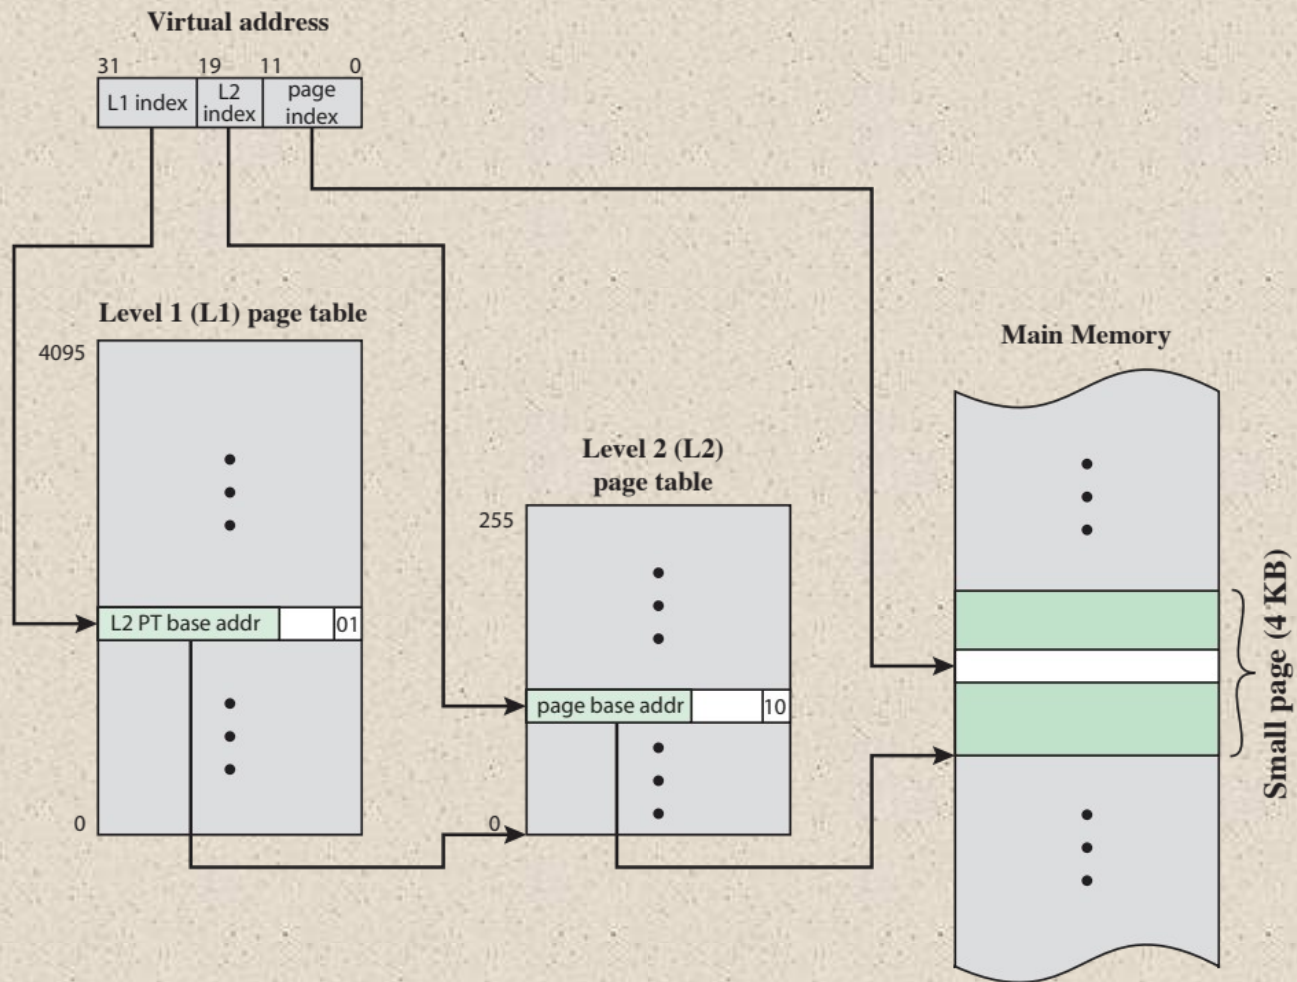 Virtual address
31 19 11 0
L1 index
L2
index
page
index
Level 1 (L1) page table
4095
L2 PT base addr
01
0
Level 2 (L2)
page table
255
page base addr
10
0
Main Memory
Small page (4 KB)